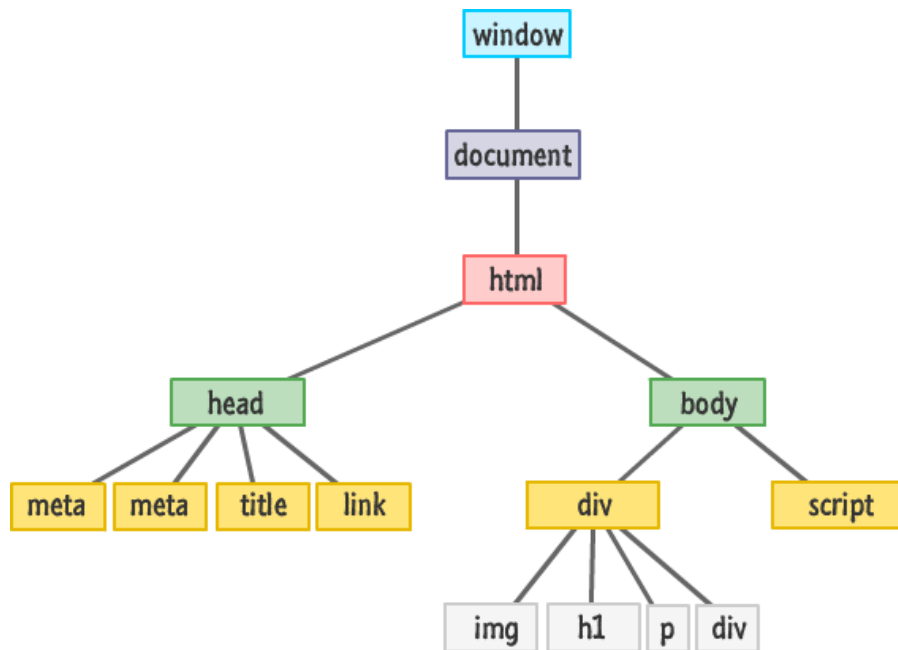 window
document
html
head body
meta meta title link div script
img h1 p div